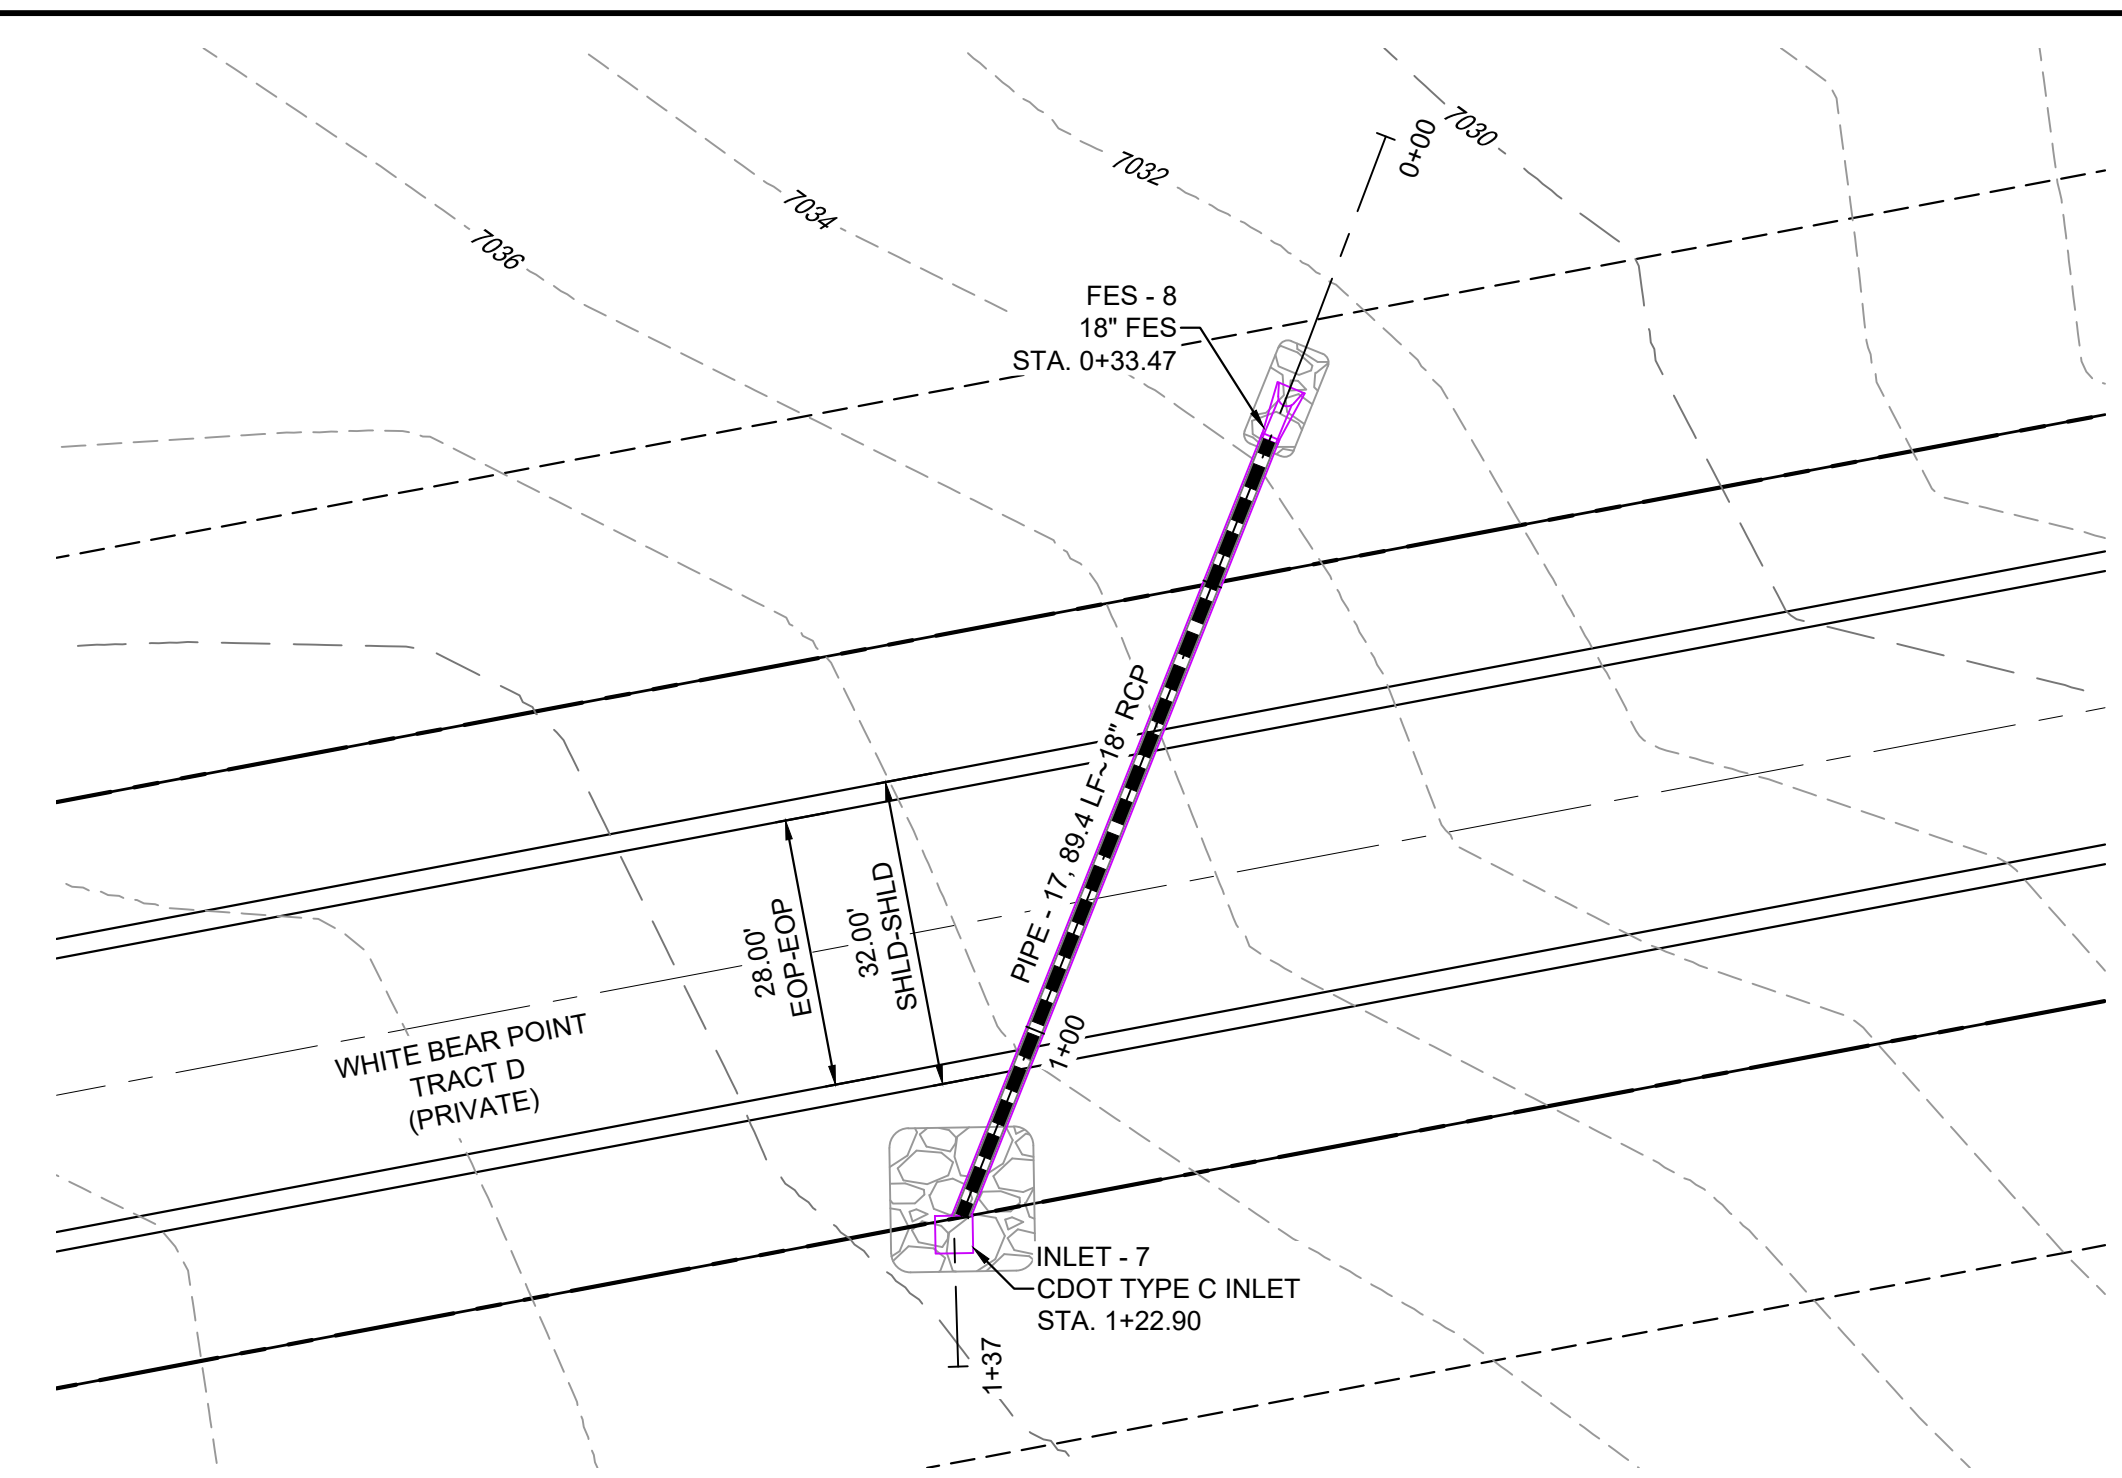 7030
0+00
7032
7034
7036
FES - 8
18" FES
STA. 0+33.47
PIPE - 17, 89.4 LF~18" RCP
28.00'
EOP-EOP
32.00'
SHLD-SHLD
WHITE BEAR POINT
TRACT D
(PRIVATE)
1+00
INLET - 7
CDOT TYPE C INLET
STA. 1+22.90
1+37